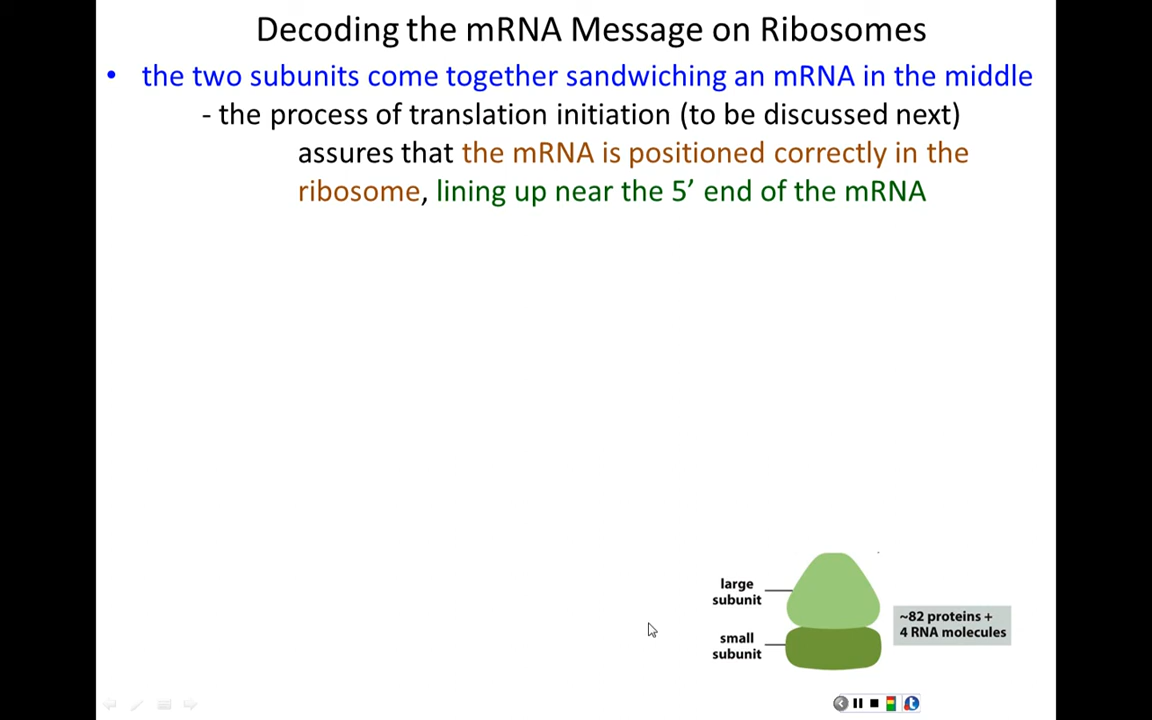 Decoding the mRNA Message on Ribosomes
• the two subunits come together sandwiching an mRNA in the middle
- the process of translation initiation (to be discussed next)
assures that the mRNA is positioned correctly in the
ribosome, lining up near the 5’ end of the mRNA
large
subunit
~82 proteins +
4 RNA molecules
small
subunit